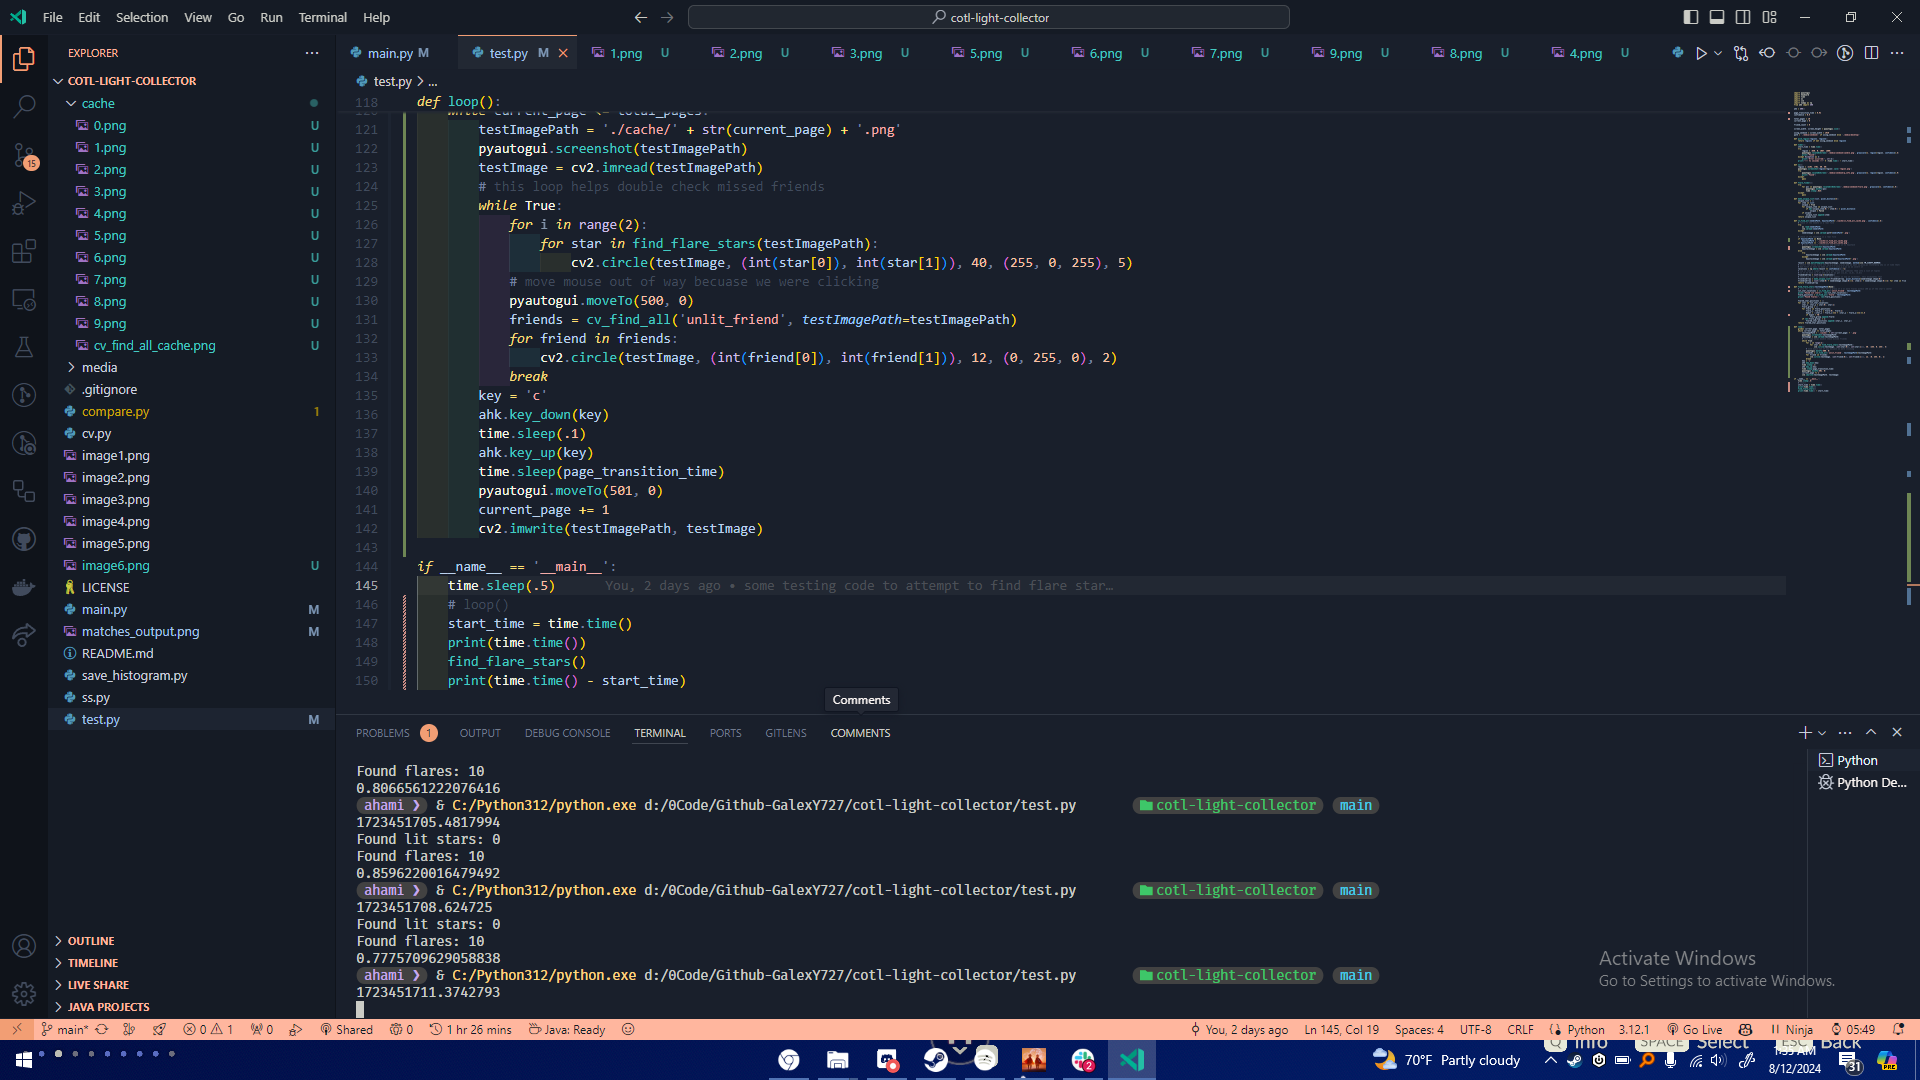 File Edit Selection View Go Run Terminal Help
cotl-light-collector
EXPLORER
COTL-LIGHT-COLLECTOR
cache
0.png U
1.png U
2.png U
3.png U
4.png U
5.png U
6.png U
7.png U
8.png U
9.png U
cv_find_all_cache.png U
media
.gitignore
compare.py 1
cv.py
image1.png
image2.png
image3.png
image4.png
image5.png
image6.png U
LICENSE
main.py M
matches_output.png M
README.md
save_histogram.py
ss.py
test.py M
OUTLINE
TIMELINE
LIVE SHARE
JAVA PROJECTS
15
main.py M test.py M 1.png U 2.png U 3.png U 5.png U 6.png U 7.png U 9.png U 8.png U 4.png U
test.py > ...
118 def loop():
while current_page <= total_pages:
121 testImagePath = './cache/' + str(current_page) + '.png'
122 pyautogui.screenshot(testImagePath)
123 testImage = cv2.imread(testImagePath)
124 # this loop helps double check missed friends
125 while True:
126 for i in range(2):
127 for star in find_flare_stars(testImagePath):
128 cv2.circle(testImage, (int(star[0]), int(star[1])), 40, (255, 0, 255), 5)
129 # move mouse out of way becuase we were clicking
130 pyautogui.moveTo(500, 0)
131 friends = cv_find_all('unlit_friend', testImagePath=testImagePath)
132 for friend in friends:
133 cv2.circle(testImage, (int(friend[0]), int(friend[1])), 12, (0, 255, 0), 2)
134 break
135 key = 'c'
136 ahk.key_down(key)
137 time.sleep(.1)
138 ahk.key_up(key)
139 time.sleep(page_transition_time)
140 pyautogui.moveTo(501, 0)
141 current_page += 1
142 cv2.imwrite(testImagePath, testImage)
143
144 if __name__ == '__main__':
145 time.sleep(.5) You, 2 days ago • some testing code to attempt to find flare star…
146 # loop()
147 start_time = time.time()
148 print(time.time())
149 find_flare_stars()
150 print(time.time() - start_time)
Comments
PROBLEMS 1 OUTPUT DEBUG CONSOLE TERMINAL PORTS GITLENS COMMENTS
Found flares: 10
0.8066561222076416
ahami ❯ & C:/Python312/python.exe d:/0Code/Github-GalexY727/cotl-light-collector/test.py cotl-light-collector main
1723451705.4817994
Found lit stars: 0
Found flares: 10
0.8596220016479492
ahami ❯ & C:/Python312/python.exe d:/0Code/Github-GalexY727/cotl-light-collector/test.py cotl-light-collector main
1723451708.624725
Found lit stars: 0
Found flares: 10
0.7775709629058838
ahami ❯ & C:/Python312/python.exe d:/0Code/Github-GalexY727/cotl-light-collector/test.py cotl-light-collector main
1723451711.3742793
Python
Python De...
Activate Windows
Go to Settings to activate Windows.
main* 0 1 0 Shared 0 1 hr 26 mins Java: Ready You, 2 days ago Ln 145, Col 19 Spaces: 4 UTF-8 CRLF Python 3.12.1 Go Live Ninja 05:49
Q Info SPACE Select ESC Back
2
70°F Partly cloudy
8/12/2024
31